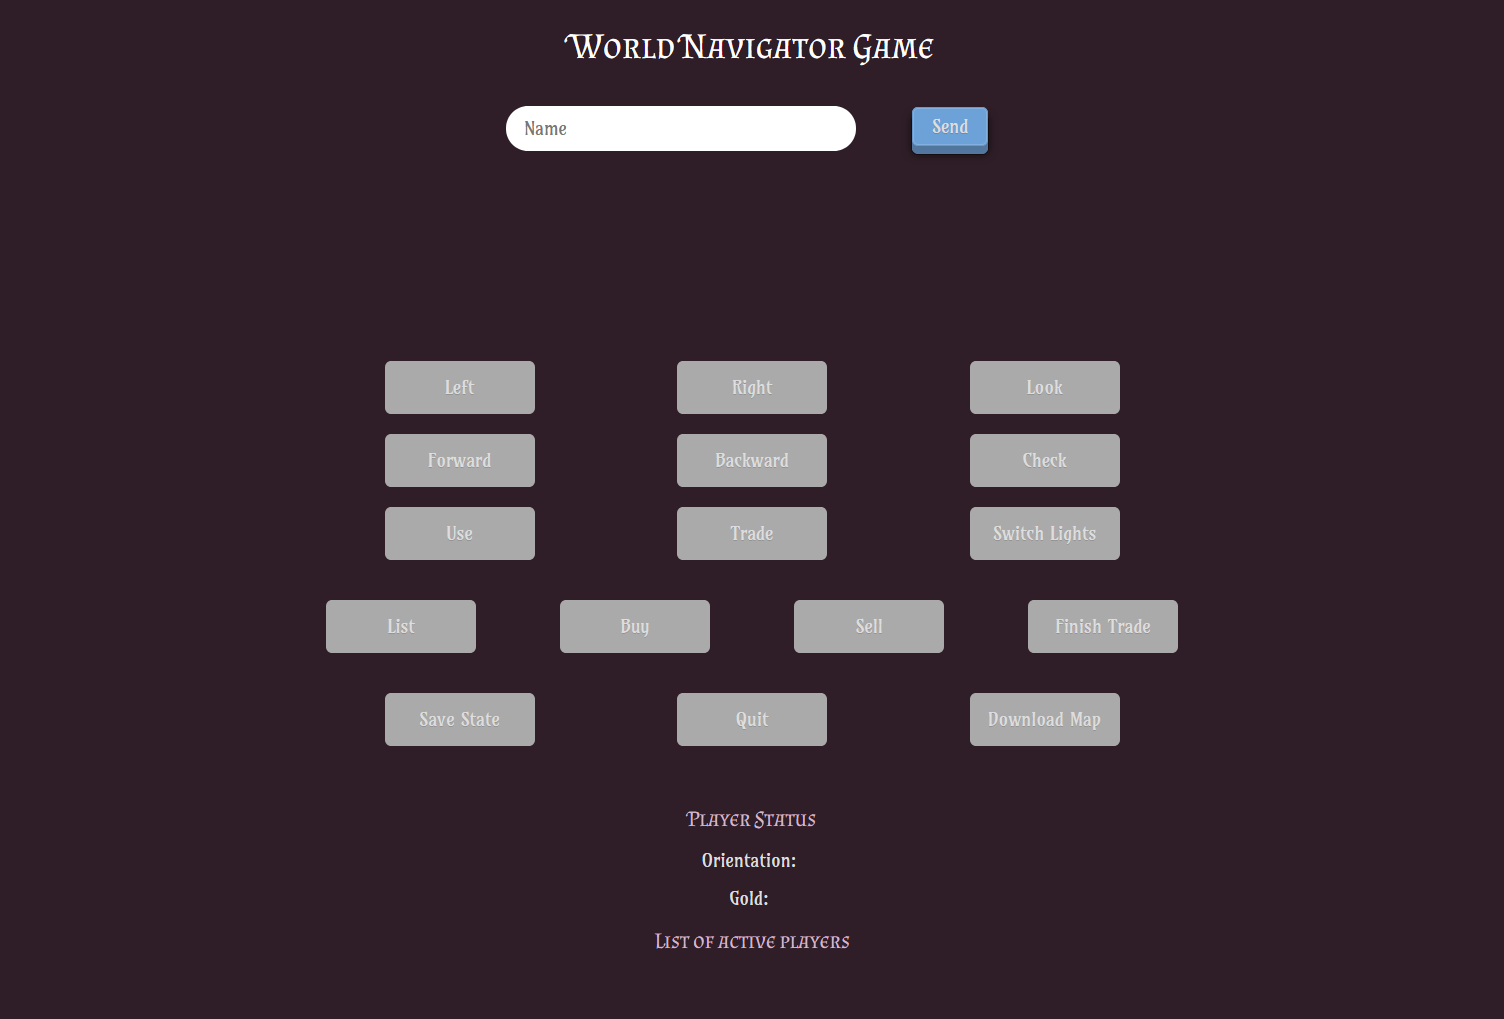 World Navigator Game
Name
Send
Left Right Look
Forward Backward Check
Use Trade Switch Lights
List Buy Sell Finish Trade
Save State Quit Download Map
Player Status
Orientation:
Gold:
List of active players